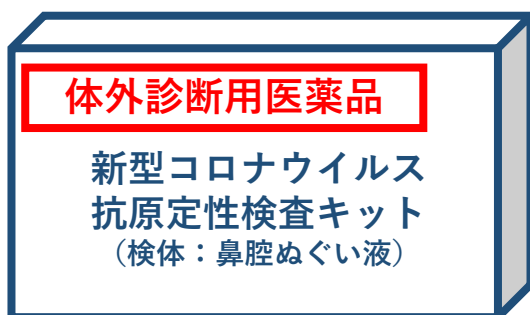 体外診断用医薬品
新型コロナウイルス
抗原定性検査キット
（検体：鼻腔ぬぐい液）